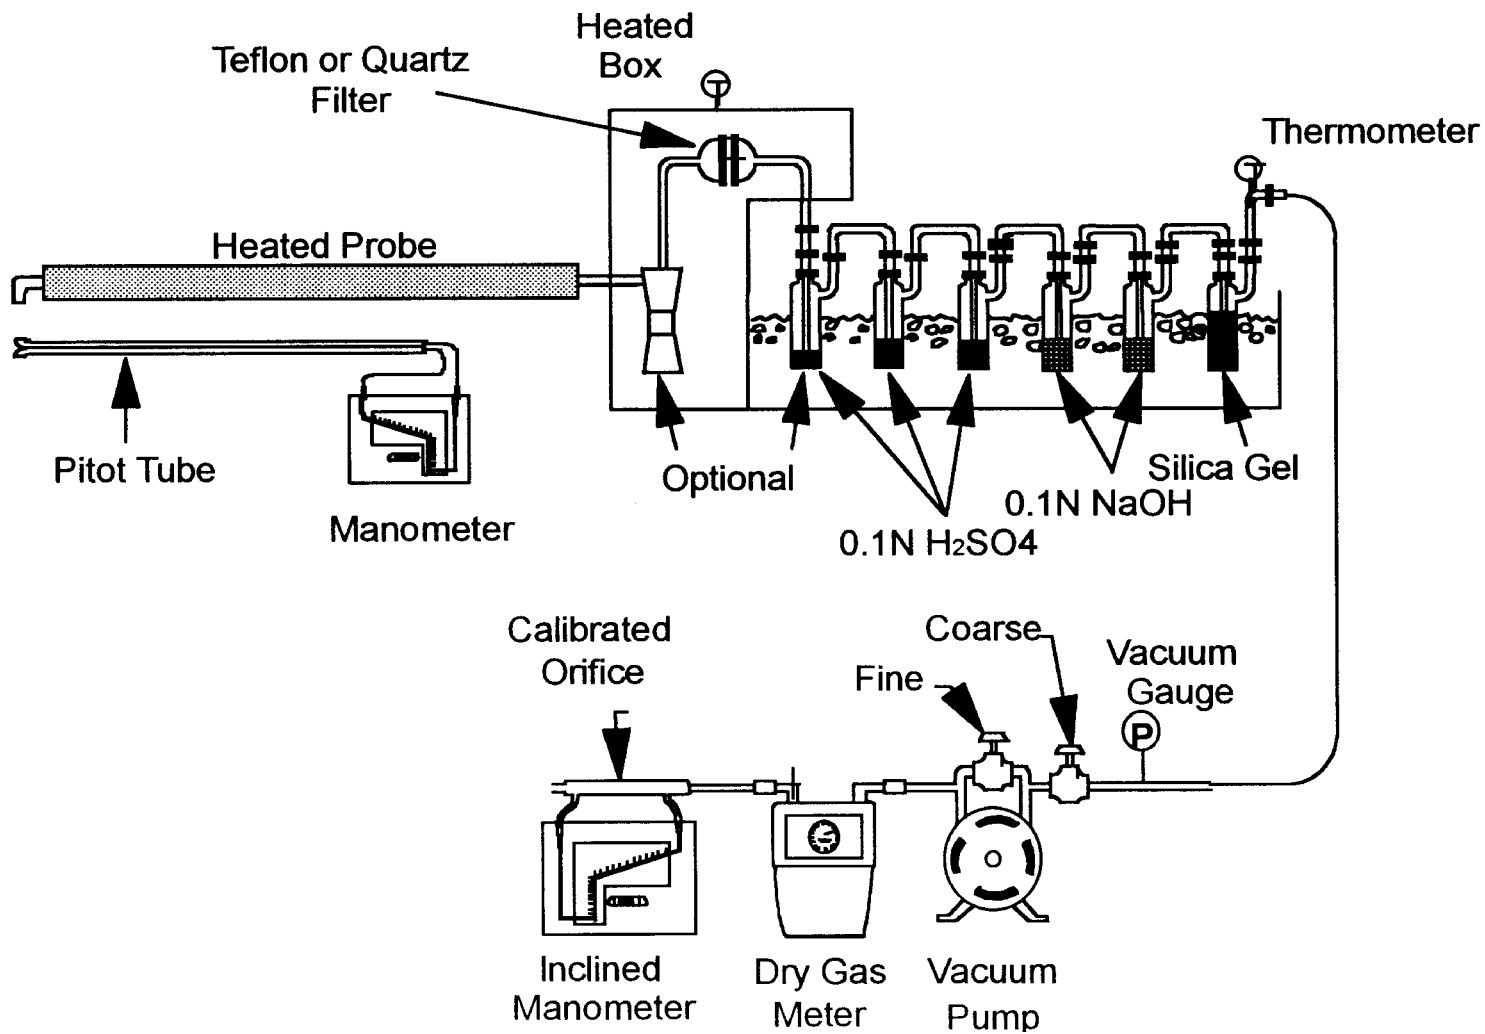 Heated
Box
Teflon or Quartz
Filter
Thermometer
Heated Probe
Pitot Tube
Manometer
Optional
Silica Gel
0.1N NaOH
0.1N H₂SO4
Calibrated
Orifice
Coarse
Fine
Vacuum
Gauge
P
Inclined
Manometer
Dry Gas
Meter
Vacuum
Pump